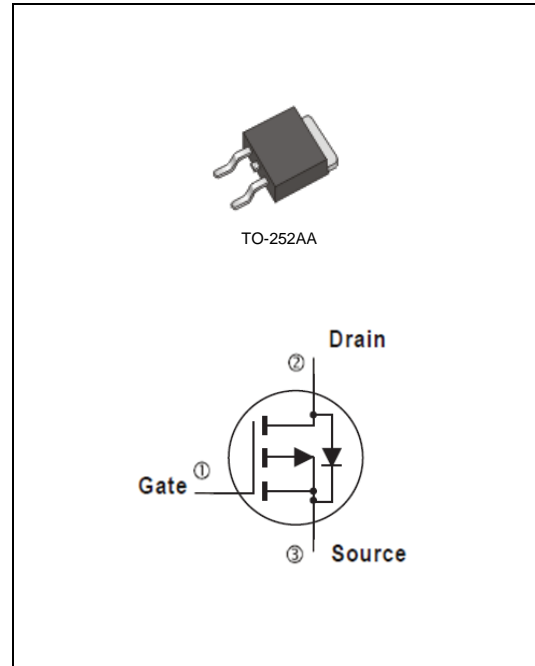 TO-252AA
Drain
②
Gate ①
③ Source